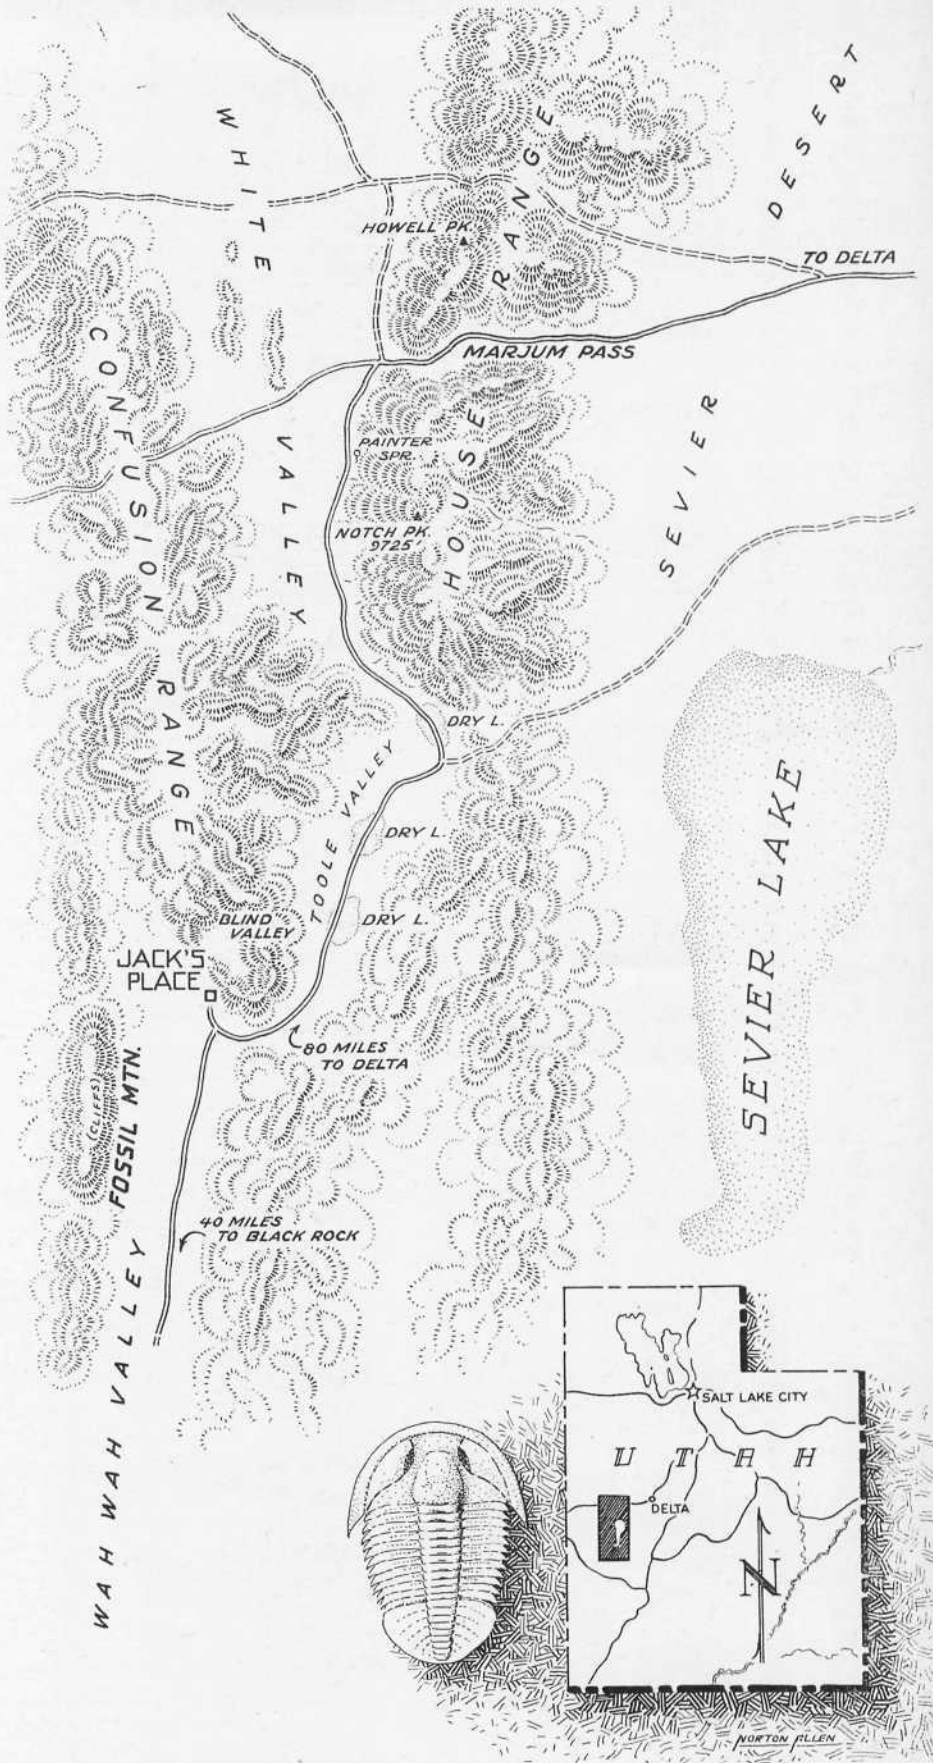 WHITE
VALLEY
DESERT
SEVIER
HOUSE
RANGE
HOWELL PK.
TO DELTA
MARJUM PASS
CONFUSION
RANGE
PAINTER
SPR.
NOTCH PK.
9725'
DRY L.
TOOLE VALLEY
DRY L.
DRY L.
SEVIER LAKE
BLIND
VALLEY
JACK'S
PLACE
80 MILES
TO DELTA
(CLIFFS)
FOSSIL MTN.
40 MILES
TO BLACK ROCK
WAH WAH VALLEY
SALT LAKE CITY
UTAH
DELTA
N
NORTON ALLEN